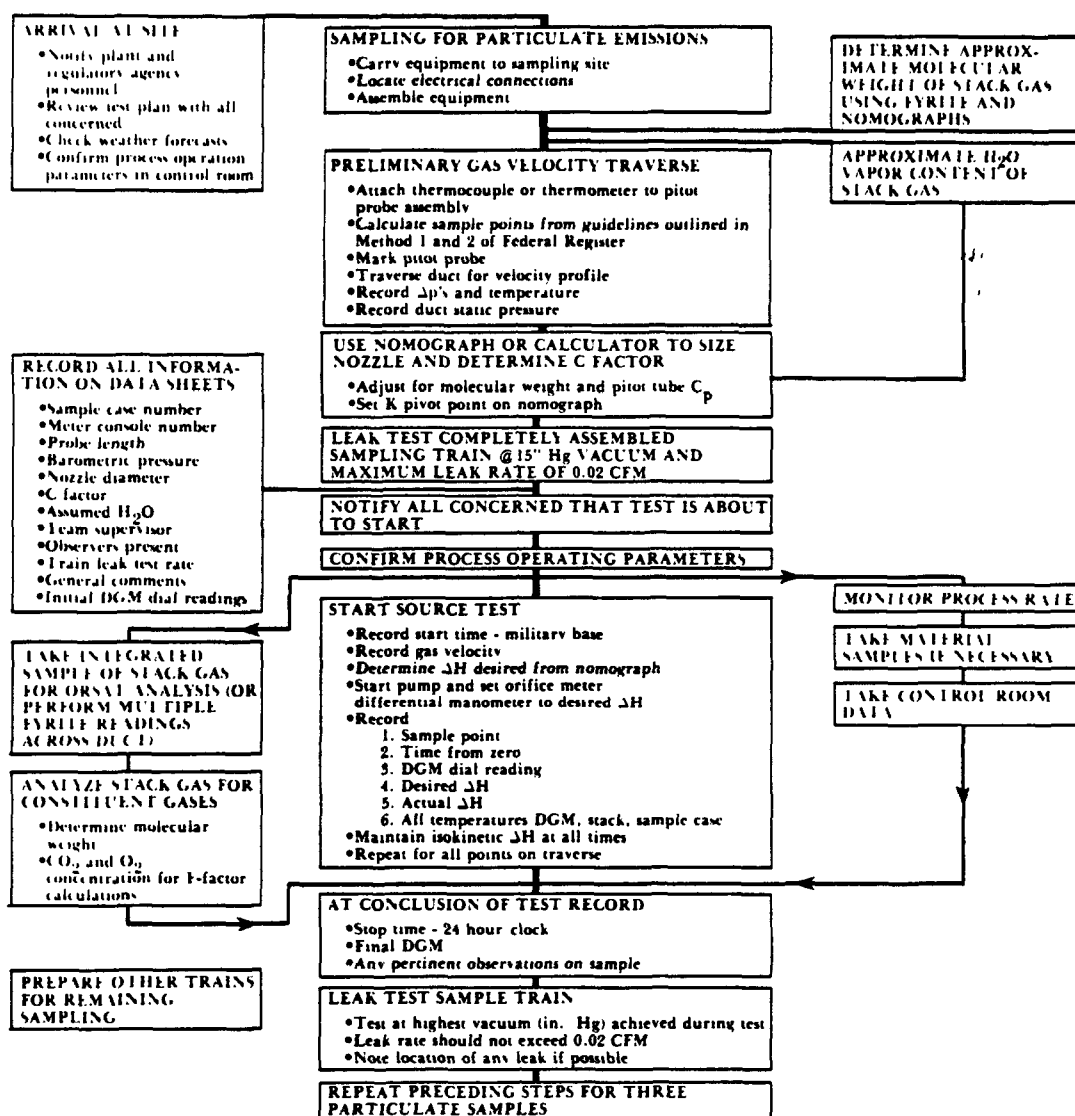 ARRIVAL AT SITE
•Notify plant and
regulatory agency
personnel
•Review test plan with all
concerned
•Check weather forecasts
•Confirm process operation
parameters in control room
SAMPLING FOR PARTICULATE EMISSIONS
•Carry equipment to sampling site
•Locate electrical connections
•Assemble equipment
DETERMINE APPROX-
IMATE MOLECULAR
WEIGHT OF STACK GAS
USING FYRITE AND
NOMOGRAPHS
APPROXIMATE H2O
VAPOR CONTENT OF
STACK GAS
PRELIMINARY GAS VELOCITY TRAVERSE
•Attach thermocouple or thermometer to pitot
probe assembly
•Calculate sample points from guidelines outlined in
Method 1 and 2 of Federal Register
•Mark pitot probe
•Traverse duct for velocity profile
•Record Δp's and temperature
•Record duct static pressure
USE NOMOGRAPH OR CALCULATOR TO SIZE
NOZZLE AND DETERMINE C FACTOR
•Adjust for molecular weight and pitot tube Cp
•Set K pivot point on nomograph
RECORD ALL INFORMA-
TION ON DATA SHEETS
•Sample case number
•Meter console number
•Probe length
•Barometric pressure
•Nozzle diameter
•C factor
•Assumed H2O
•Team supervisor
•Observers present
•Train leak test rate
•General comments
•Initial DGM dial readings
LEAK TEST COMPLETELY ASSEMBLED
SAMPLING TRAIN @ 15" Hg VACUUM AND
MAXIMUM LEAK RATE OF 0.02 CFM
NOTIFY ALL CONCERNED THAT TEST IS ABOUT
TO START
CONFIRM PROCESS OPERATING PARAMETERS
START SOURCE TEST
•Record start time - military base
•Record gas velocity
•Determine ΔH desired from nomograph
•Start pump and set orifice meter
differential manometer to desired ΔH
•Record
1. Sample point
2. Time from zero
3. DGM dial reading
4. Desired ΔH
5. Actual ΔH
6. All temperatures DGM, stack, sample case
•Maintain isokinetic ΔH at all times
•Repeat for all points on traverse
MONITOR PROCESS RATE
TAKE MATERIAL
SAMPLES IF NECESSARY
TAKE CONTROL ROOM
DATA
TAKE INTEGRATED
SAMPLE OF STACK GAS
FOR ORSAT ANALYSIS (OR
PERFORM MULTIPLE
FYRITE READINGS
ACROSS DUCT)
ANALYZE STACK GAS FOR
CONSTITUENT GASES
•Determine molecular
weight
•CO2 and O2
concentration for F-factor
calculations
AT CONCLUSION OF TEST RECORD
•Stop time - 24 hour clock
•Final DGM
•Any pertinent observations on sample
PREPARE OTHER TRAINS
FOR REMAINING
SAMPLING
LEAK TEST SAMPLE TRAIN
•Test at highest vacuum (in. Hg) achieved during test
•Leak rate should not exceed 0.02 CFM
•Note location of any leak if possible
REPEAT PRECEDING STEPS FOR THREE
PARTICULATE SAMPLES